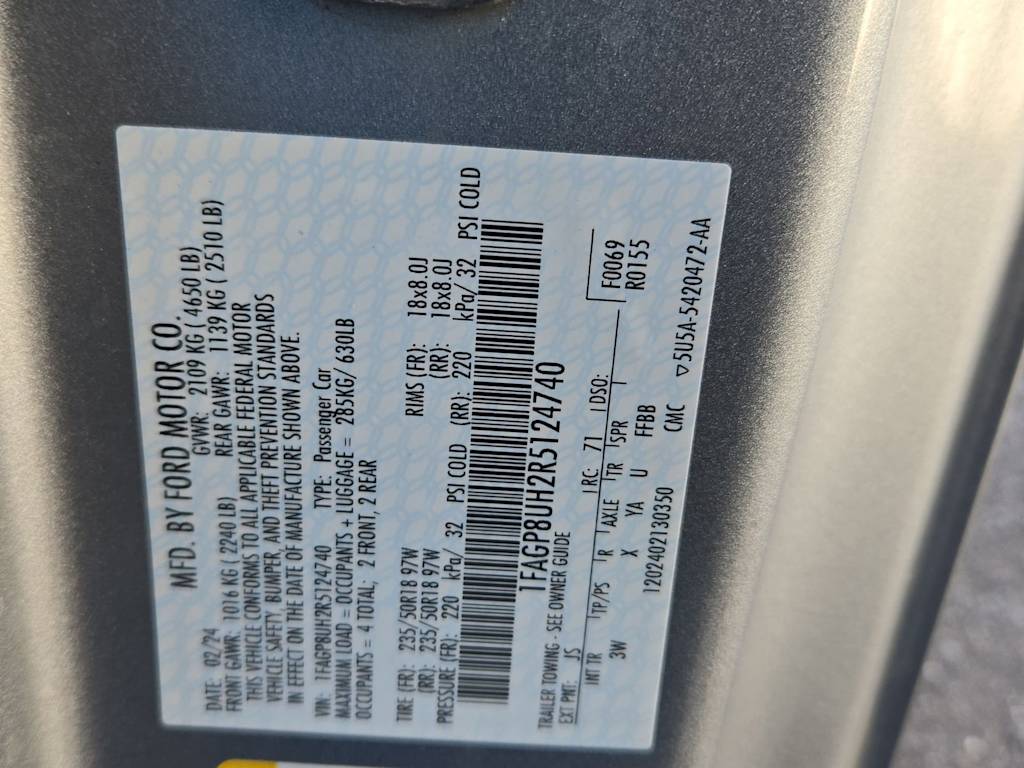 MFD. BY FORD MOTOR CO.
DATE: 02/24 GVWR: 2109 KG ( 4650 LB)
FRONT GAWR: 1016 KG ( 2240 LB) REAR GAWR: 1139 KG ( 2510 LB)
THIS VEHICLE CONFORMS TO ALL APPLICABLE FEDERAL MOTOR
VEHICLE SAFETY, BUMPER, AND THEFT PREVENTION STANDARDS
IN EFFECT ON THE DATE OF MANUFACTURE SHOWN ABOVE.
VIN: 1FAGP8UH2R5124740 TYPE: Passenger Car
MAXIMUM LOAD = OCCUPANTS + LUGGAGE = 285KG/ 630LB
OCCUPANTS = 4 TOTAL; 2 FRONT, 2 REAR
TIRE (FR): 235/50R18 97W RIMS (FR): 18x8.0J
(RR): 235/50R18 97W (RR): 18x8.0J
PRESSURE (FR): 220 kPa/ 32 PSI COLD (RR): 220 kPa/ 32 PSI COLD
1FAGP8UH2R5124740
TRAILER TOWING - SEE OWNER GUIDE
EXT PNT: JS RC: 71 DSO: F0069
INT TR TP/PS R AXLE TR SPR R0155
3W X YA U FFBB
120240213035​0 CMC ▽5U5A-5420472-AA